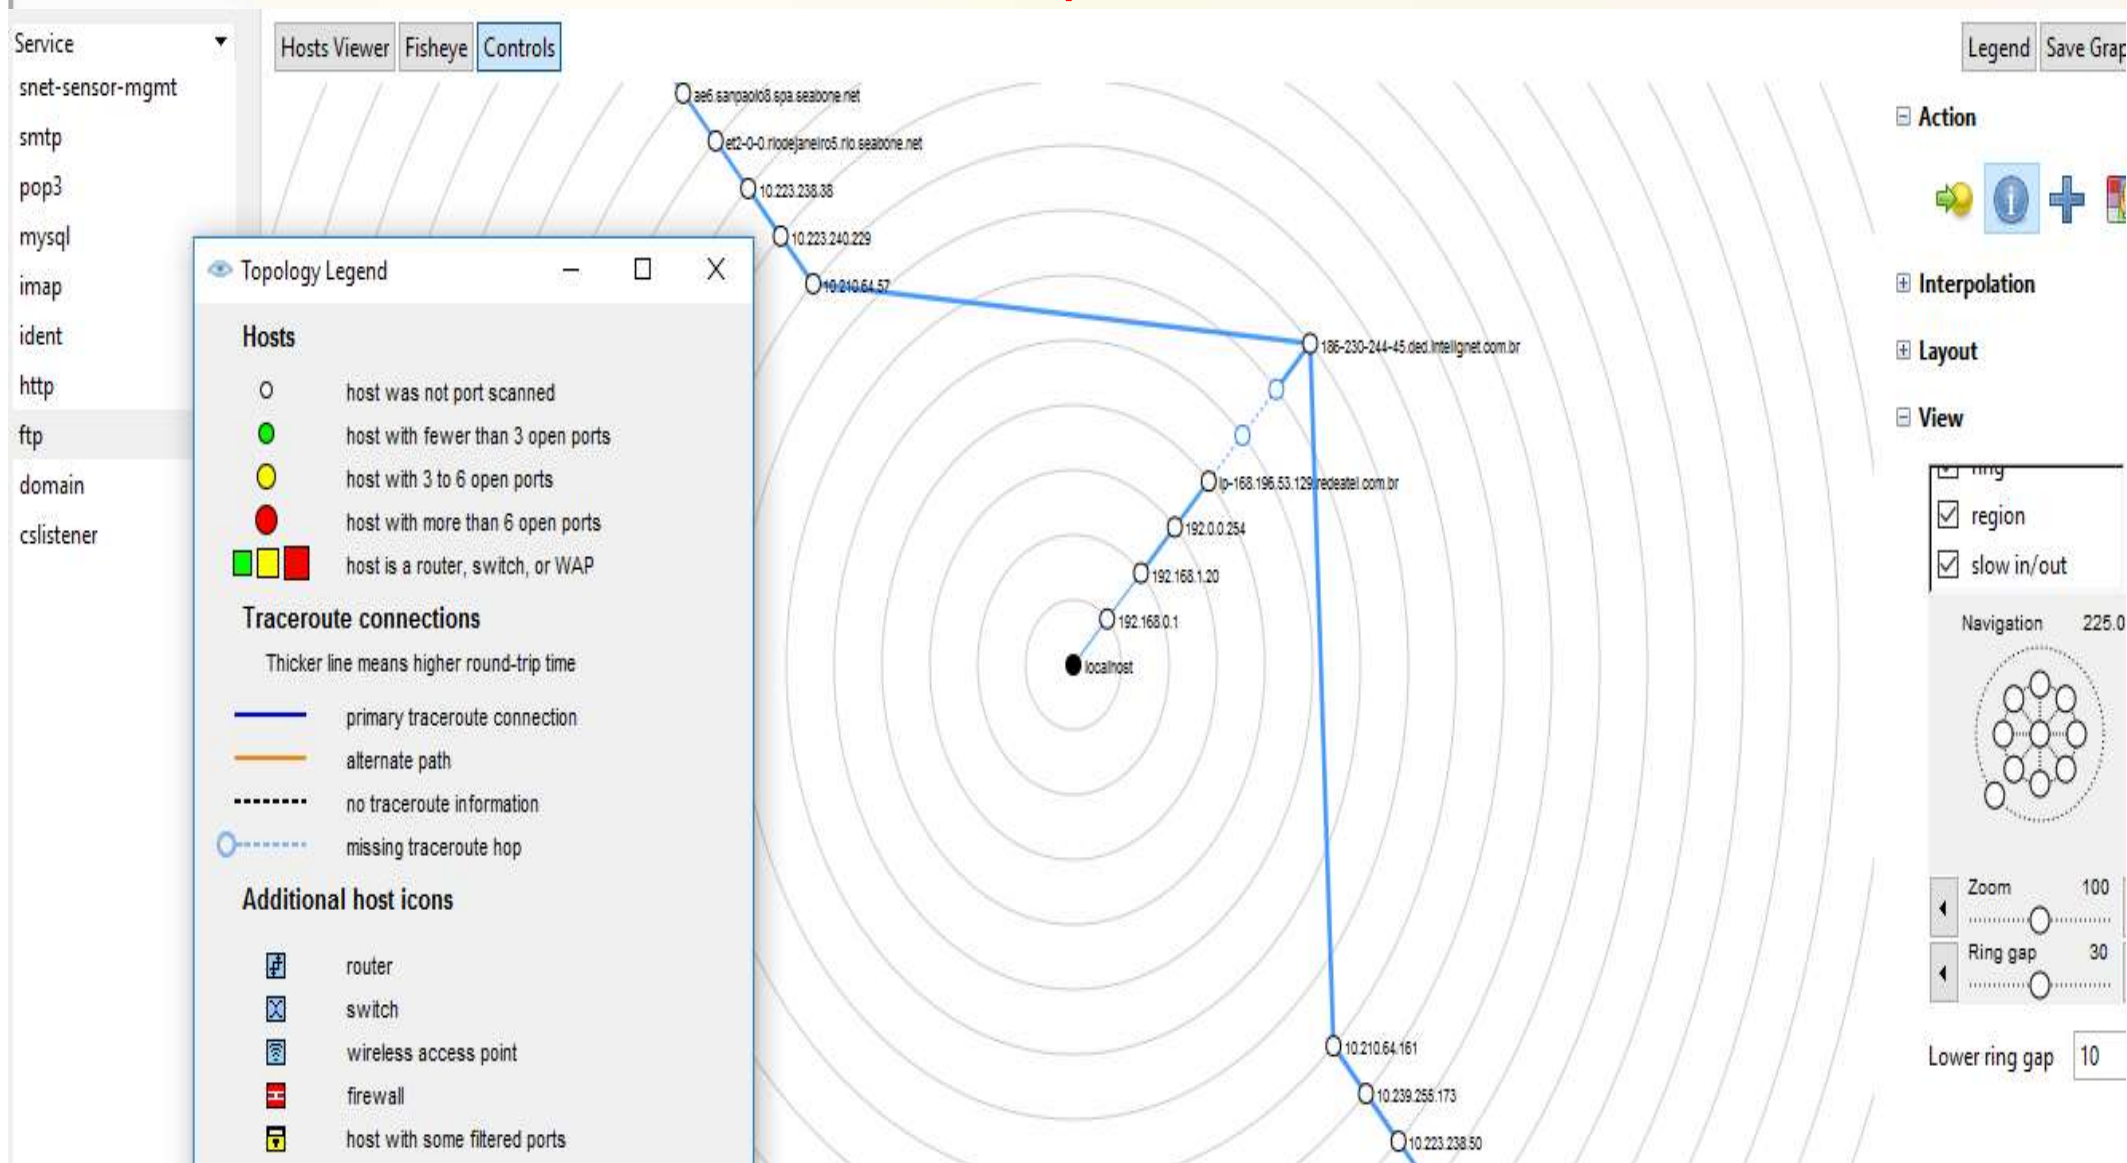 Service
snet-sensor-mgmt
smtp
pop3
mysql
imap
ident
http
ftp
domain
cslistener
Hosts Viewer
Fisheye
Controls
Legend
Save Grap
ae6.sanpaolo8.spa.seabone.net
et2-0-0.riodejaneiro5.rio.seabone.net
10.223.238.38
10.223.240.229
10.210.64.57
186-230-244-45.ded.intelignet.com.br
ip-168.196.53.129.redeatel.com.br
192.0.0.254
192.168.1.20
192.168.0.1
localhost
10.210.64.161
10.239.255.173
10.223.238.50
Topology Legend
Hosts
host was not port scanned
host with fewer than 3 open ports
host with 3 to 6 open ports
host with more than 6 open ports
host is a router, switch, or WAP
Traceroute connections
Thicker line means higher round-trip time
primary traceroute connection
alternate path
no traceroute information
missing traceroute hop
Additional host icons
router
switch
wireless access point
firewall
host with some filtered ports
Action
Interpolation
Layout
View
ring
region
slow in/out
Navigation 225.0
Zoom 100
Ring gap 30
Lower ring gap 10